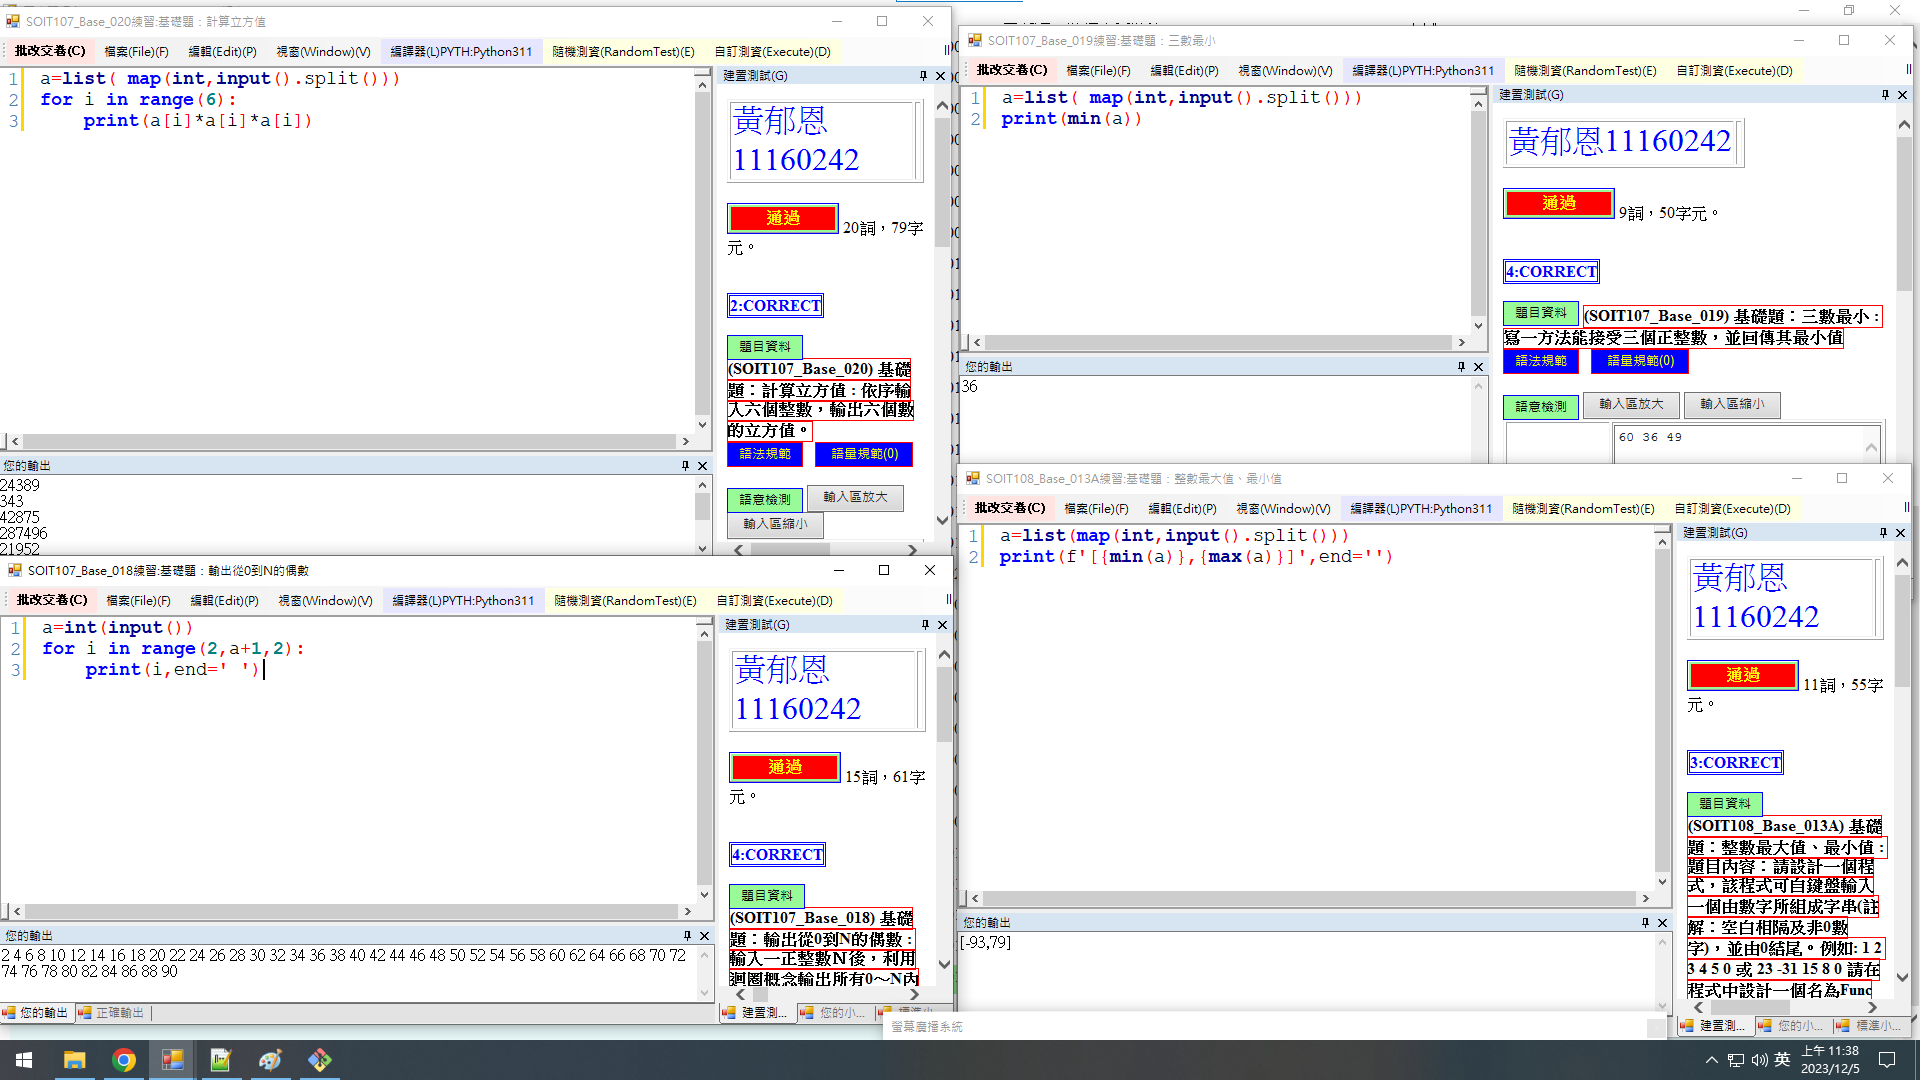 SOIT107_Base_020練習:基礎題：計算立方值
批改交卷(C) 檔案(File)(F) 編輯(Edit)(P) 視窗(Window)(V) 編譯器(L)PYTH:Python311 隨機測資(RandomTest)(E) 自訂測資(Execute)(D)
1 a=list( map(int,input().split()))
2 for i in range(6):
3 print(a[i]*a[i]*a[i])
建置測試(G)
黃郁恩
11160242
通過 20詞，79字
元。
2:CORRECT
題目資料
(SOIT107_Base_020) 基礎
題：計算立方值：依序輸
入六個整數，輸出六個數
的立方值。
語法規範 語量規範(0)
語意檢測 輸入區放大
輸入區縮小
您的輸出
24389
343
42875
287496
21952
SOIT107_Base_019練習:基礎題：三數最小
批改交卷(C) 檔案(File)(F) 編輯(Edit)(P) 視窗(Window)(V) 編譯器(L)PYTH:Python311 隨機測資(RandomTest)(E) 自訂測資(Execute)(D)
1 a=list( map(int,input().split()))
2 print(min(a))
建置測試(G)
黃郁恩11160242
通過 9詞，50字元。
4:CORRECT
題目資料 (SOIT107_Base_019) 基礎題：三數最小：
寫一方法能接受三個正整數，並回傳其最小值
語法規範 語量規範(0)
語意檢測 輸入區放大 輸入區縮小
60 36 49
您的輸出
36
SOIT107_Base_018練習:基礎題：輸出從0到N的偶數
批改交卷(C) 檔案(File)(F) 編輯(Edit)(P) 視窗(Window)(V) 編譯器(L)PYTH:Python311 隨機測資(RandomTest)(E) 自訂測資(Execute)(D)
1 a=int(input())
2 for i in range(2,a+1,2):
3 print(i,end=' ')
建置測試(G)
黃郁恩
11160242
通過 15詞，61字
元。
4:CORRECT
題目資料
(SOIT107_Base_018) 基礎
題：輸出從0到N的偶數：
輸入一正整數Ｎ後，利用
迴圈概念輸出所有0～N內
您的輸出
2 4 6 8 10 12 14 16 18 20 22 24 26 28 30 32 34 36 38 40 42 44 46 48 50 52 54 56 58 60 62 64 66 68 70 72
74 76 78 80 82 84 86 88 90
您的輸出 正確輸出
建置測... 您的小...
SOIT108_Base_013A練習:基礎題：整數最大值、最小值
批改交卷(C) 檔案(File)(F) 編輯(Edit)(P) 視窗(Window)(V) 編譯器(L)PYTH:Python311 隨機測資(RandomTest)(E) 自訂測資(Execute)(D)
1 a=list(map(int,input().split()))
2 print(f'[{min(a)},{max(a)}]',end='')
建置測試(G)
黃郁恩
11160242
通過 11詞，55字
元。
3:CORRECT
題目資料
(SOIT108_Base_013A) 基礎
題：整數最大值、最小值：
題目內容：請設計一個程
式，該程式可自鍵盤輸入
一個由數字所組成字串(註
解：空白相隔及非0數
字)，並由0結尾。例如: 1 2
3 4 5 0 或 23 -31 15 8 0 請在
程式中設計一個名為Func
您的輸出
[-93,79]
建置測... 您的小... 標準小...
螢幕廣播系統
英
上午 11:38
2023/12/5